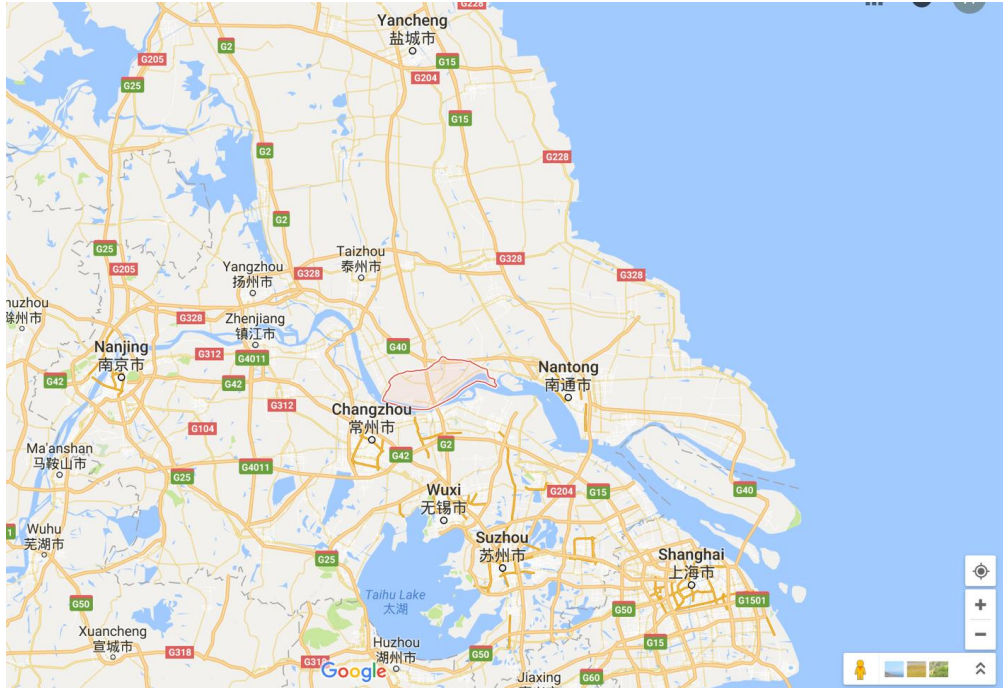 G228
Yancheng
盐城市
G2
G205
G15
G204
G25
G15
G2
G228
G2
Taizhou
泰州市
G25
G328
G205
Yangzhou
扬州市
G328
G328
huzhou
滁州市
G328
Zhenjiang
镇江市
Nanjing
南京市
G312
G4011
G40
Nantong
南通市
G42
G42
G312
Changzhou
常州市
G104
G2
Ma'anshan
马鞍山市
G42
G4011
G25
Wuxi
无锡市
G204
G15
G40
Wuhu
芜湖市
1
Suzhou
苏州市
Shanghai
上海市
G25
Taihu Lake
太湖
G50
G50
G1501
Xuancheng
宣城市
G318
G318
Huzhou
湖州市
G50
G15
Google
Jiaxing
G60